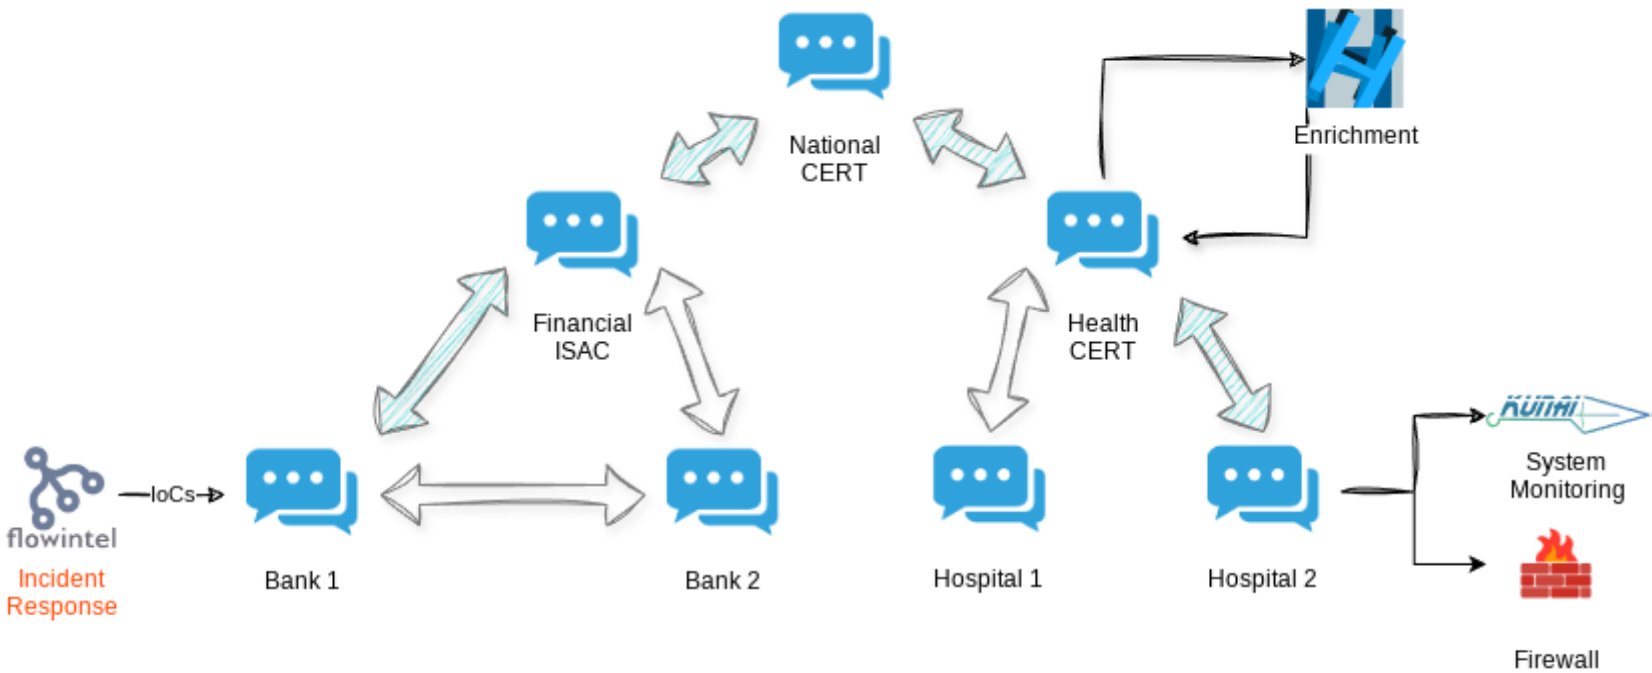 National
CERT
Enrichment
Financial
ISAC
Health
CERT
KUNAI
System
Monitoring
IoCs
flowintel
Incident
Response
Bank 1
Bank 2
Hospital 1
Hospital 2
Firewall